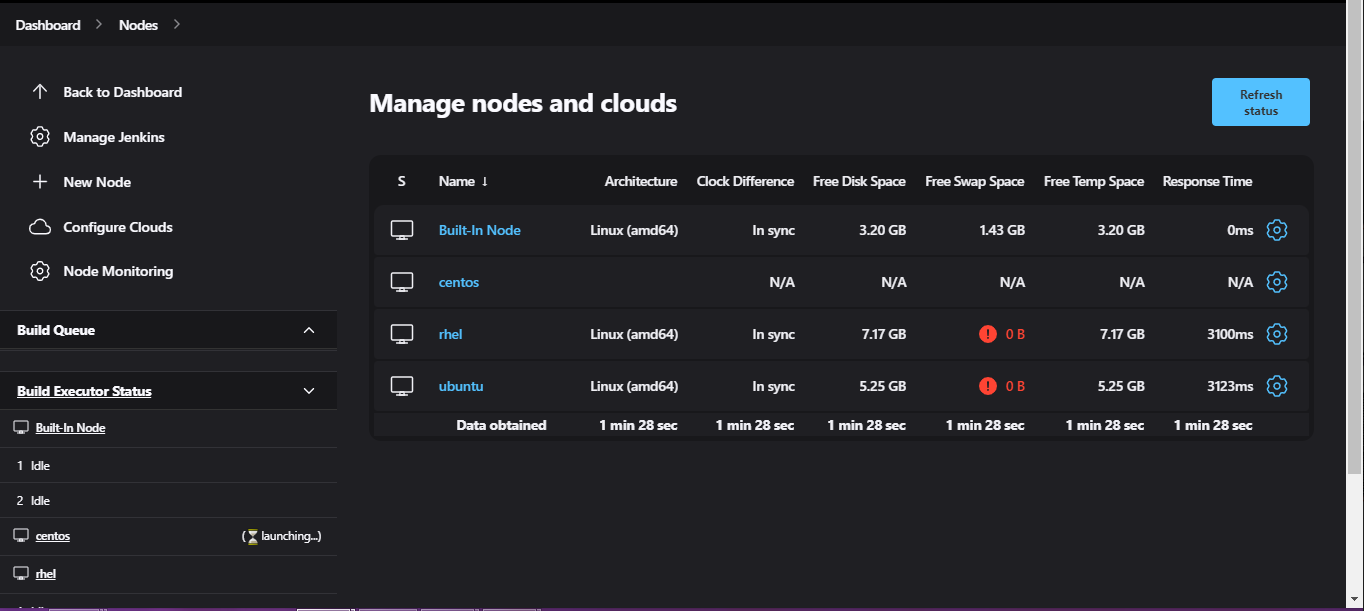 Dashboard > Nodes >
Back to Dashboard
Manage Jenkins
New Node
Configure Clouds
Node Monitoring
Build Queue
Build Executor Status
Built-In Node
1 Idle
2 Idle
centos (⏳launching...)
rhel
Manage nodes and clouds
Refresh
status
S Name ↓ Architecture Clock Difference Free Disk Space Free Swap Space Free Temp Space Response Time
Built-In Node Linux (amd64) In sync 3.20 GB 1.43 GB 3.20 GB 0ms
centos N/A N/A N/A N/A N/A
rhel Linux (amd64) In sync 7.17 GB 0 B 7.17 GB 3100ms
ubuntu Linux (amd64) In sync 5.25 GB 0 B 5.25 GB 3123ms
Data obtained 1 min 28 sec 1 min 28 sec 1 min 28 sec 1 min 28 sec 1 min 28 sec 1 min 28 sec